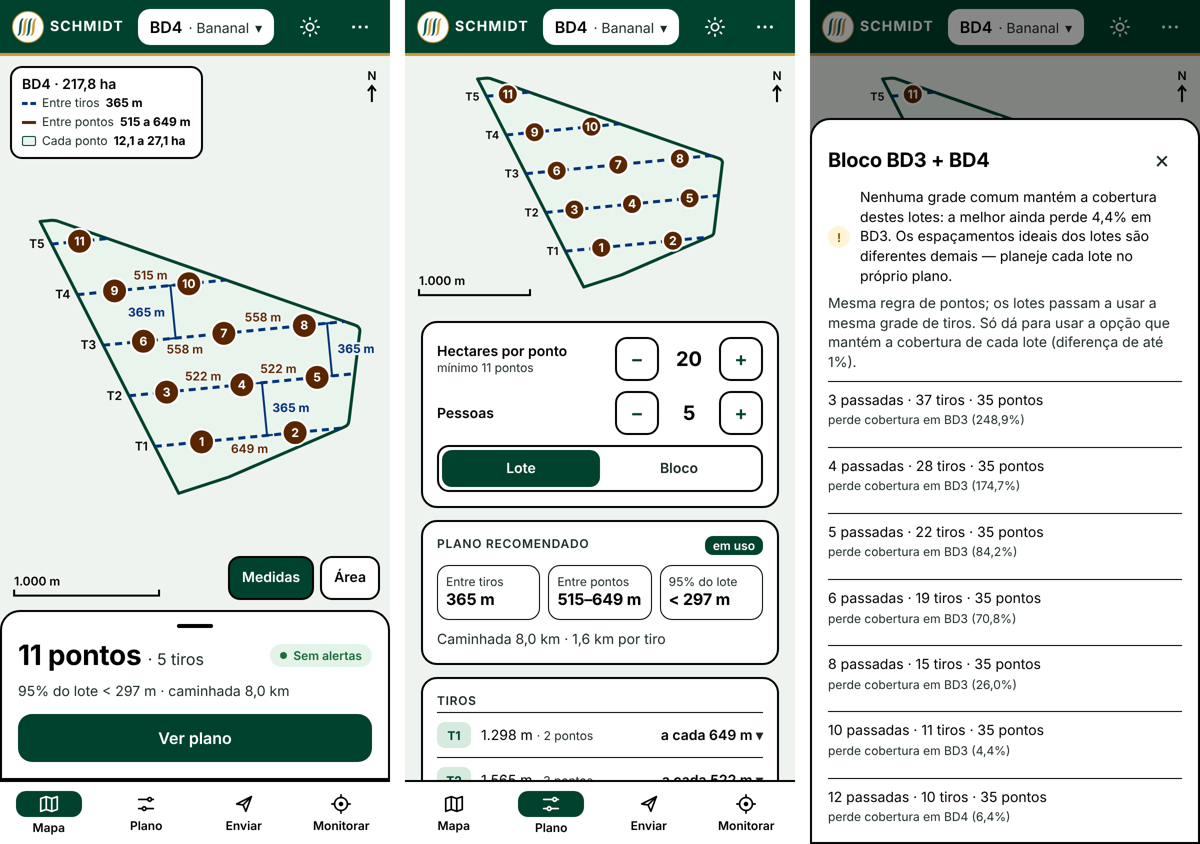 SCHMIDT
BD4 · Bananal ▾
BD4 · 217,8 ha
Entre tiros 365 m
Entre pontos 515 a 649 m
Cada ponto 12,1 a 27,1 ha
N
T5
11
515 m
T4
9
10
365 m
558 m
T3
6
7
8
558 m
365 m
522 m
522 m
T2
3
4
5
365 m
T1
1
2
649 m
1.000 m
Medidas
Área
11 pontos · 5 tiros
Sem alertas
95% do lote < 297 m · caminhada 8,0 km
Ver plano
Mapa
Plano
Enviar
Monitorar
SCHMIDT
BD4 · Bananal ▾
N
T5
11
T4
9
10
T3
6
7
8
T2
3
4
5
T1
1
2
1.000 m
Hectares por ponto
mínimo 11 pontos
− 20 +
Pessoas
− 5 +
Lote
Bloco
PLANO RECOMENDADO
em uso
Entre tiros
365 m
Entre pontos
515–649 m
95% do lote
< 297 m
Caminhada 8,0 km · 1,6 km por tiro
TIROS
T1 1.298 m · 2 pontos a cada 649 m ▾
T2 1.565 m · 3 pontos a cada 522 m ▾
Mapa
Plano
Enviar
Monitorar
SCHMIDT
BD4 · Bananal ▾
N
T5
11
Bloco BD3 + BD4
✕
!
Nenhuma grade comum mantém a cobertura
destes lotes: a melhor ainda perde 4,4% em
BD3. Os espaçamentos ideais dos lotes são
diferentes demais — planeje cada lote no
próprio plano.
Mesma regra de pontos; os lotes passam a usar a
mesma grade de tiros. Só dá para usar a opção que
mantém a cobertura de cada lote (diferença de até
1%).
3 passadas · 37 tiros · 35 pontos
perde cobertura em BD3 (248,9%)
4 passadas · 28 tiros · 35 pontos
perde cobertura em BD3 (174,7%)
5 passadas · 22 tiros · 35 pontos
perde cobertura em BD3 (84,2%)
6 passadas · 19 tiros · 35 pontos
perde cobertura em BD3 (70,8%)
8 passadas · 15 tiros · 35 pontos
perde cobertura em BD3 (26,0%)
10 passadas · 11 tiros · 35 pontos
perde cobertura em BD3 (4,4%)
12 passadas · 10 tiros · 35 pontos
perde cobertura em BD4 (6,4%)